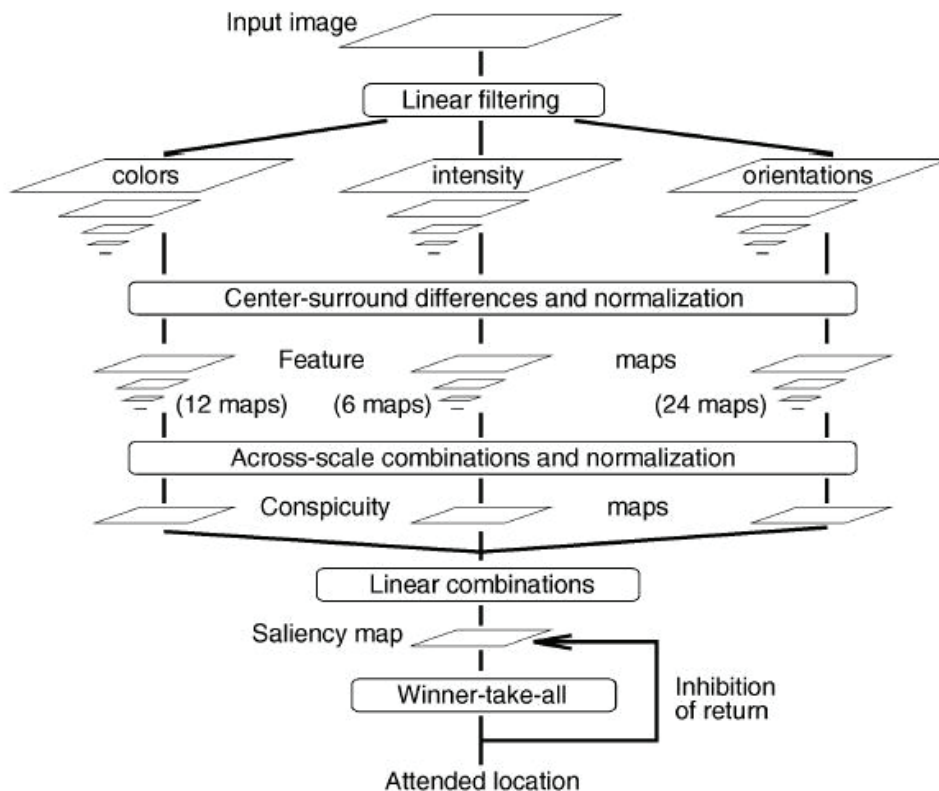 Input image
Linear filtering
colors intensity orientations
Center-surround differences and normalization
Feature maps
(12 maps) (6 maps) (24 maps)
Across-scale combinations and normalization
Conspicuity maps
Linear combinations
Saliency map
Winner-take-all
Inhibition
of return
Attended location